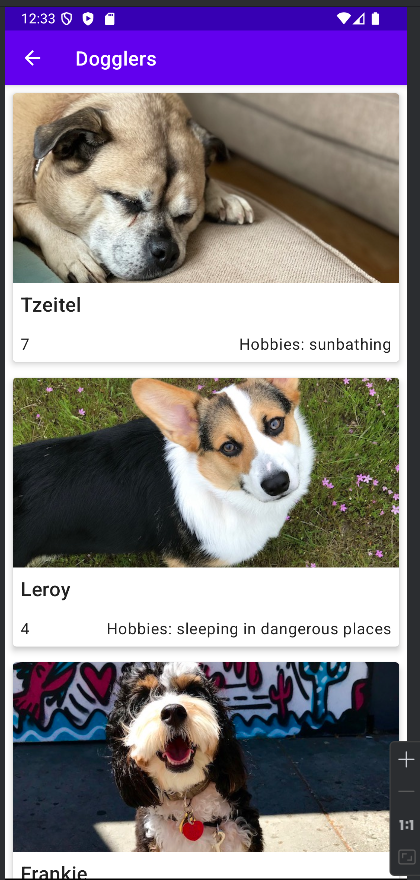 12:33
Dogglers
Tzeitel
7 Hobbies: sunbathing
Leroy
4 Hobbies: sleeping in dangerous places
Frankie
1:1